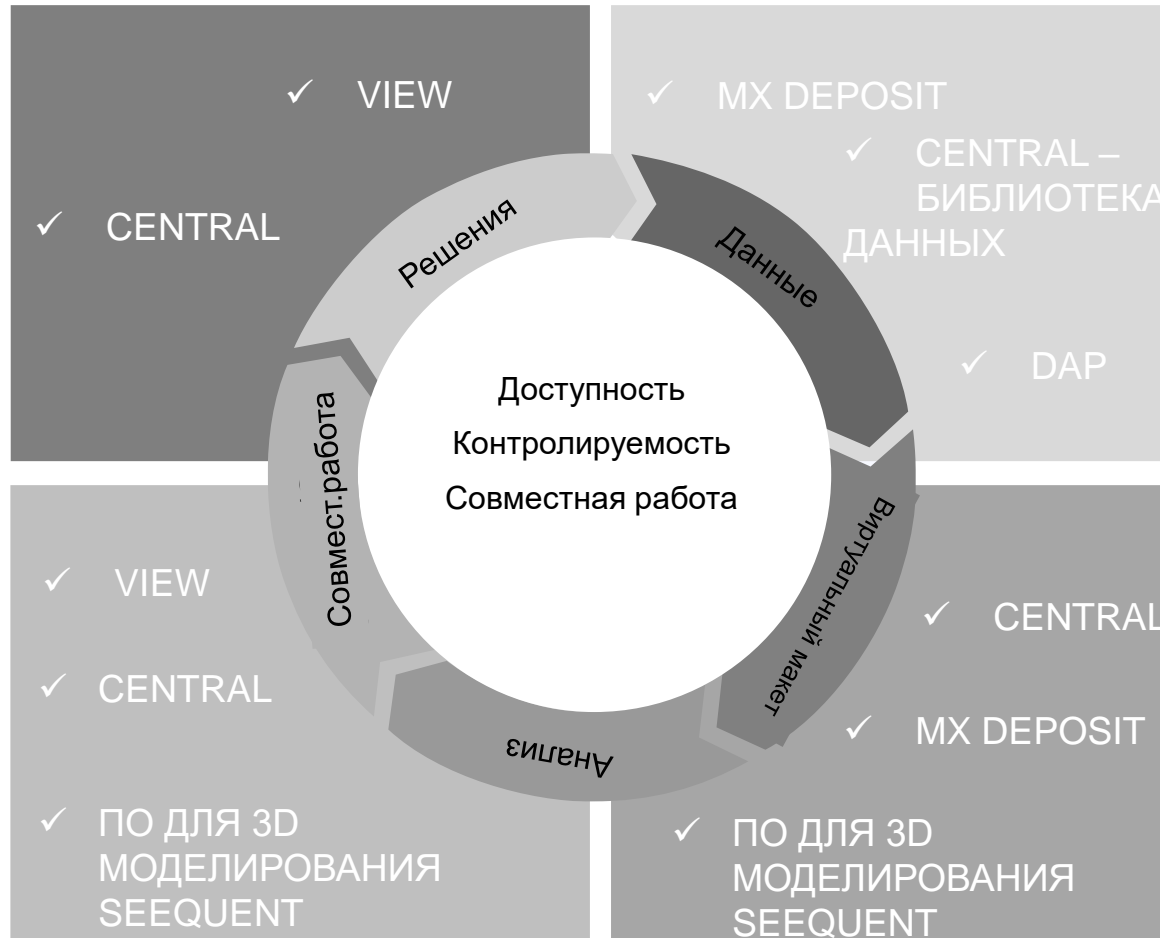 ✓ VIEW
✓ CENTRAL
✓ MX DEPOSIT
✓ CENTRAL –
БИБЛИОТЕКА
ДАННЫХ
✓ DAP
Решения
Данные
Виртуальный макет
Анализ
Совмест.работа
Доступность
Контролируемость
Совместная работа
✓ VIEW
✓ CENTRAL
✓ ПО ДЛЯ 3D
МОДЕЛИРОВАНИЯ
SEEQUENT
✓ CENTRAL
✓ MX DEPOSIT
✓ ПО ДЛЯ 3D
МОДЕЛИРОВАНИЯ
SEEQUENT